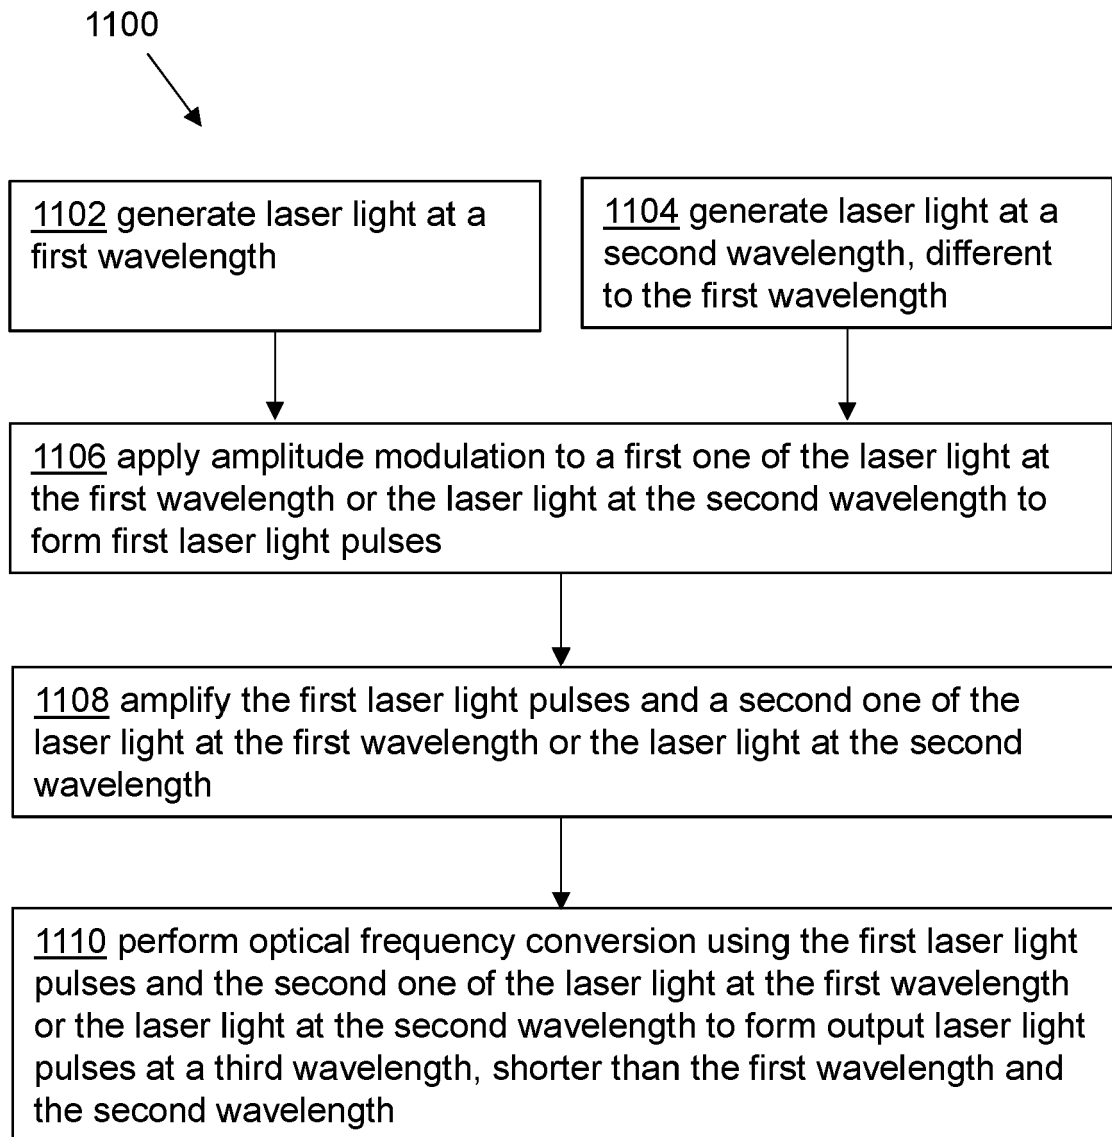 1100
1102 generate laser light at a
first wavelength
1104 generate laser light at a
second wavelength, different
to the first wavelength
1106 apply amplitude modulation to a first one of the laser light at
the first wavelength or the laser light at the second wavelength to
form first laser light pulses
1108 amplify the first laser light pulses and a second one of the
laser light at the first wavelength or the laser light at the second
wavelength
1110 perform optical frequency conversion using the first laser light
pulses and the second one of the laser light at the first wavelength
or the laser light at the second wavelength to form output laser light
pulses at a third wavelength, shorter than the first wavelength and
the second wavelength